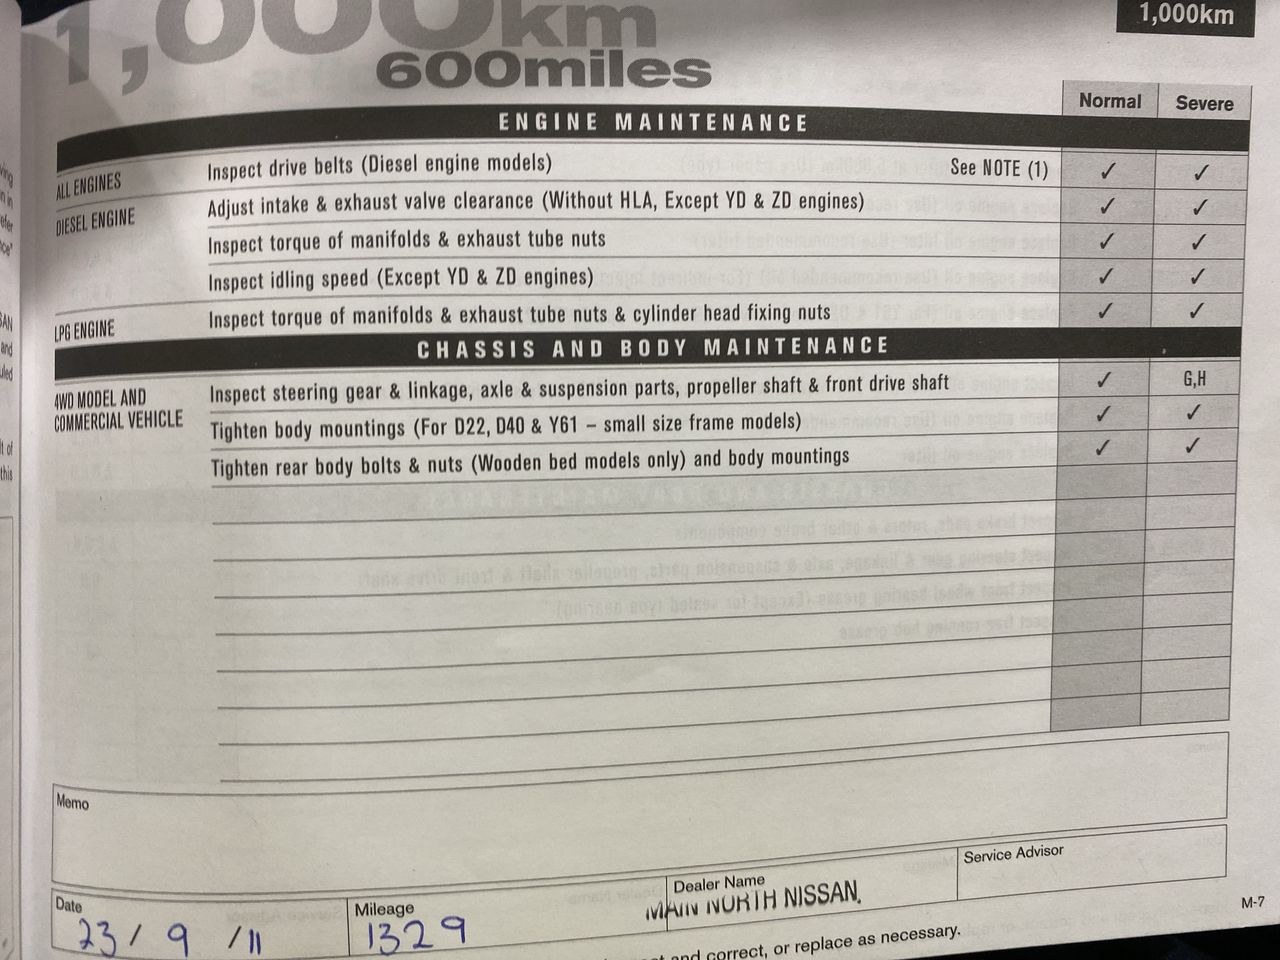 1,000km
1,000km
600miles
Normal Severe
ENGINE MAINTENANCE
ALL ENGINES Inspect drive belts (Diesel engine models) See NOTE (1) ✓ ✓
DIESEL ENGINE Adjust intake & exhaust valve clearance (Without HLA, Except YD & ZD engines) ✓ ✓
Inspect torque of manifolds & exhaust tube nuts ✓ ✓
Inspect idling speed (Except YD & ZD engines) ✓ ✓
LPG ENGINE Inspect torque of manifolds & exhaust tube nuts & cylinder head fixing nuts ✓ ✓
CHASSIS AND BODY MAINTENANCE
4WD MODEL AND Inspect steering gear & linkage, axle & suspension parts, propeller shaft & front drive shaft ✓ G,H
COMMERCIAL VEHICLE Tighten body mountings (For D22, D40 & Y61 – small size frame models) ✓ ✓
Tighten rear body bolts & nuts (Wooden bed models only) and body mountings ✓ ✓
Memo
Date Mileage Dealer Name Service Advisor
23/9/11 1329 MAIN NORTH NISSAN.
M-7
and correct, or replace as necessary.